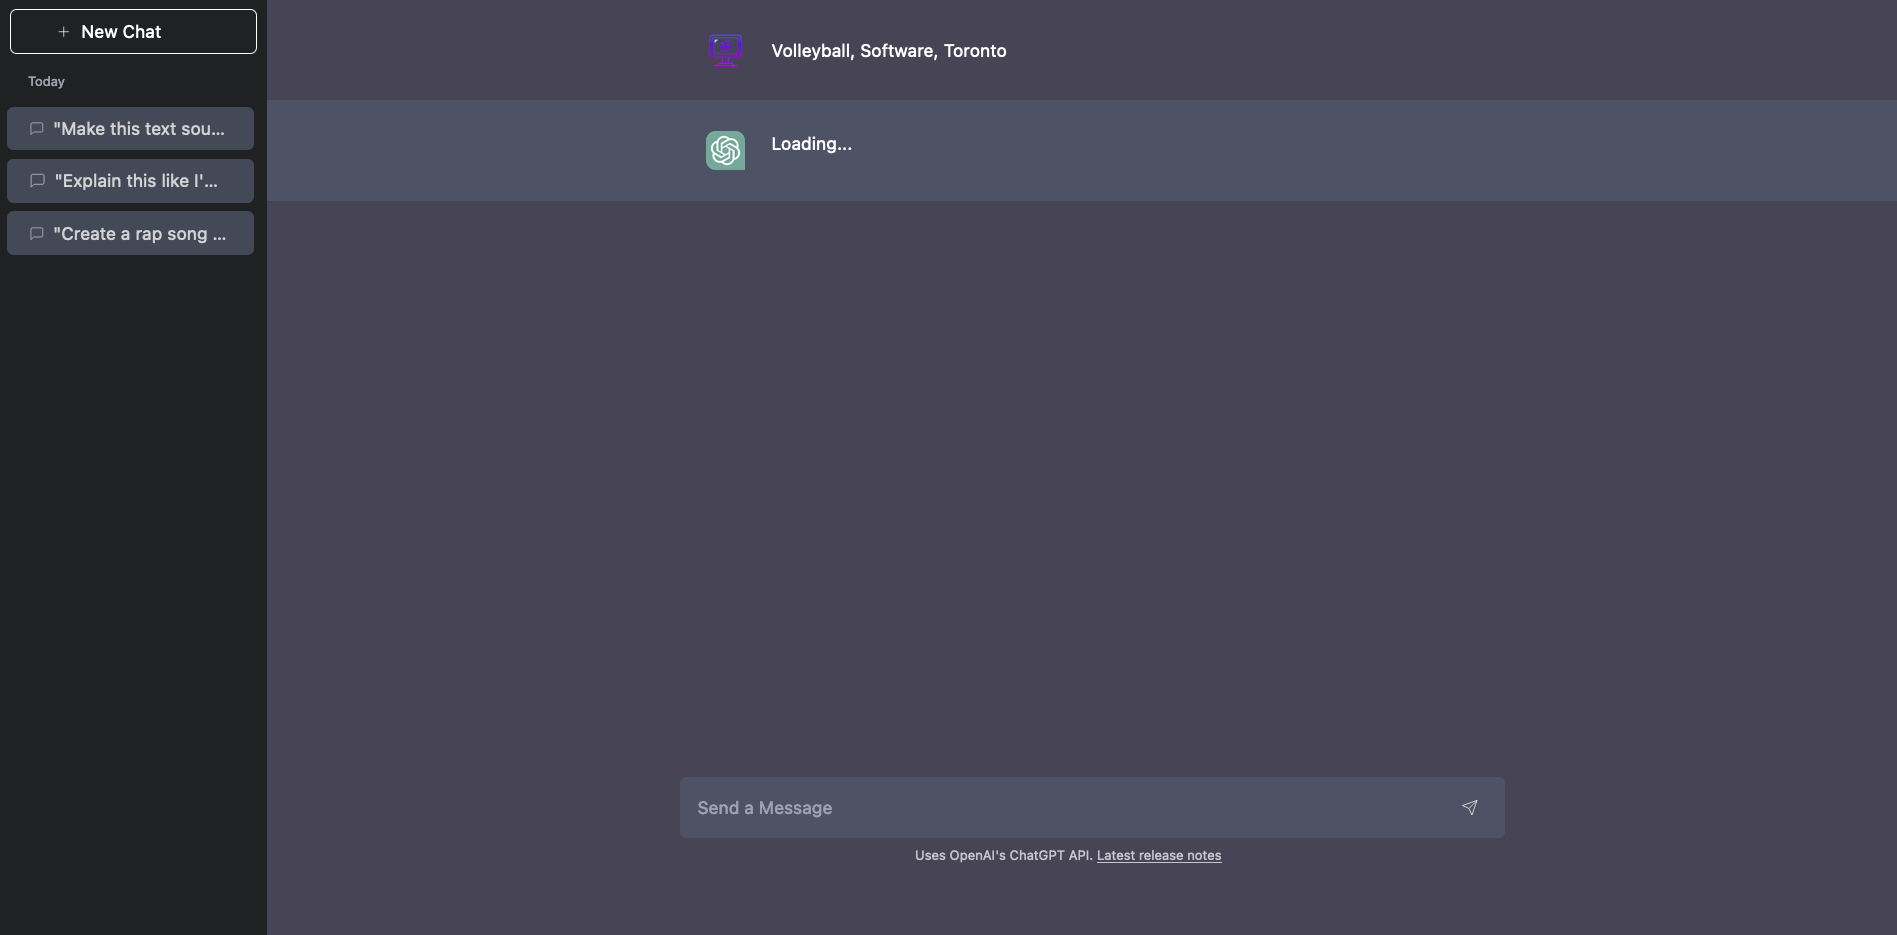 + New Chat
Today
"Make this text sou...
"Explain this like I'...
"Create a rap song ...
Volleyball, Software, Toronto
Loading...
Send a Message
Uses OpenAI's ChatGPT API. Latest release notes